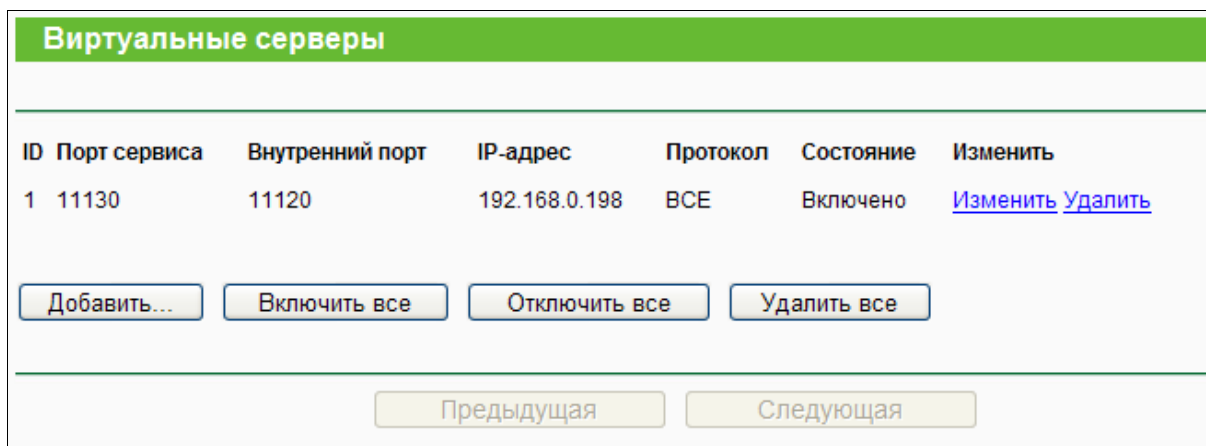 Виртуальные серверы
ID Порт сервиса Внутренний порт IP-адрес Протокол Состояние Изменить
1 11130 11120 192.168.0.198 ВСЕ Включено Изменить Удалить
Добавить... Включить все Отключить все Удалить все
Предыдущая Следующая